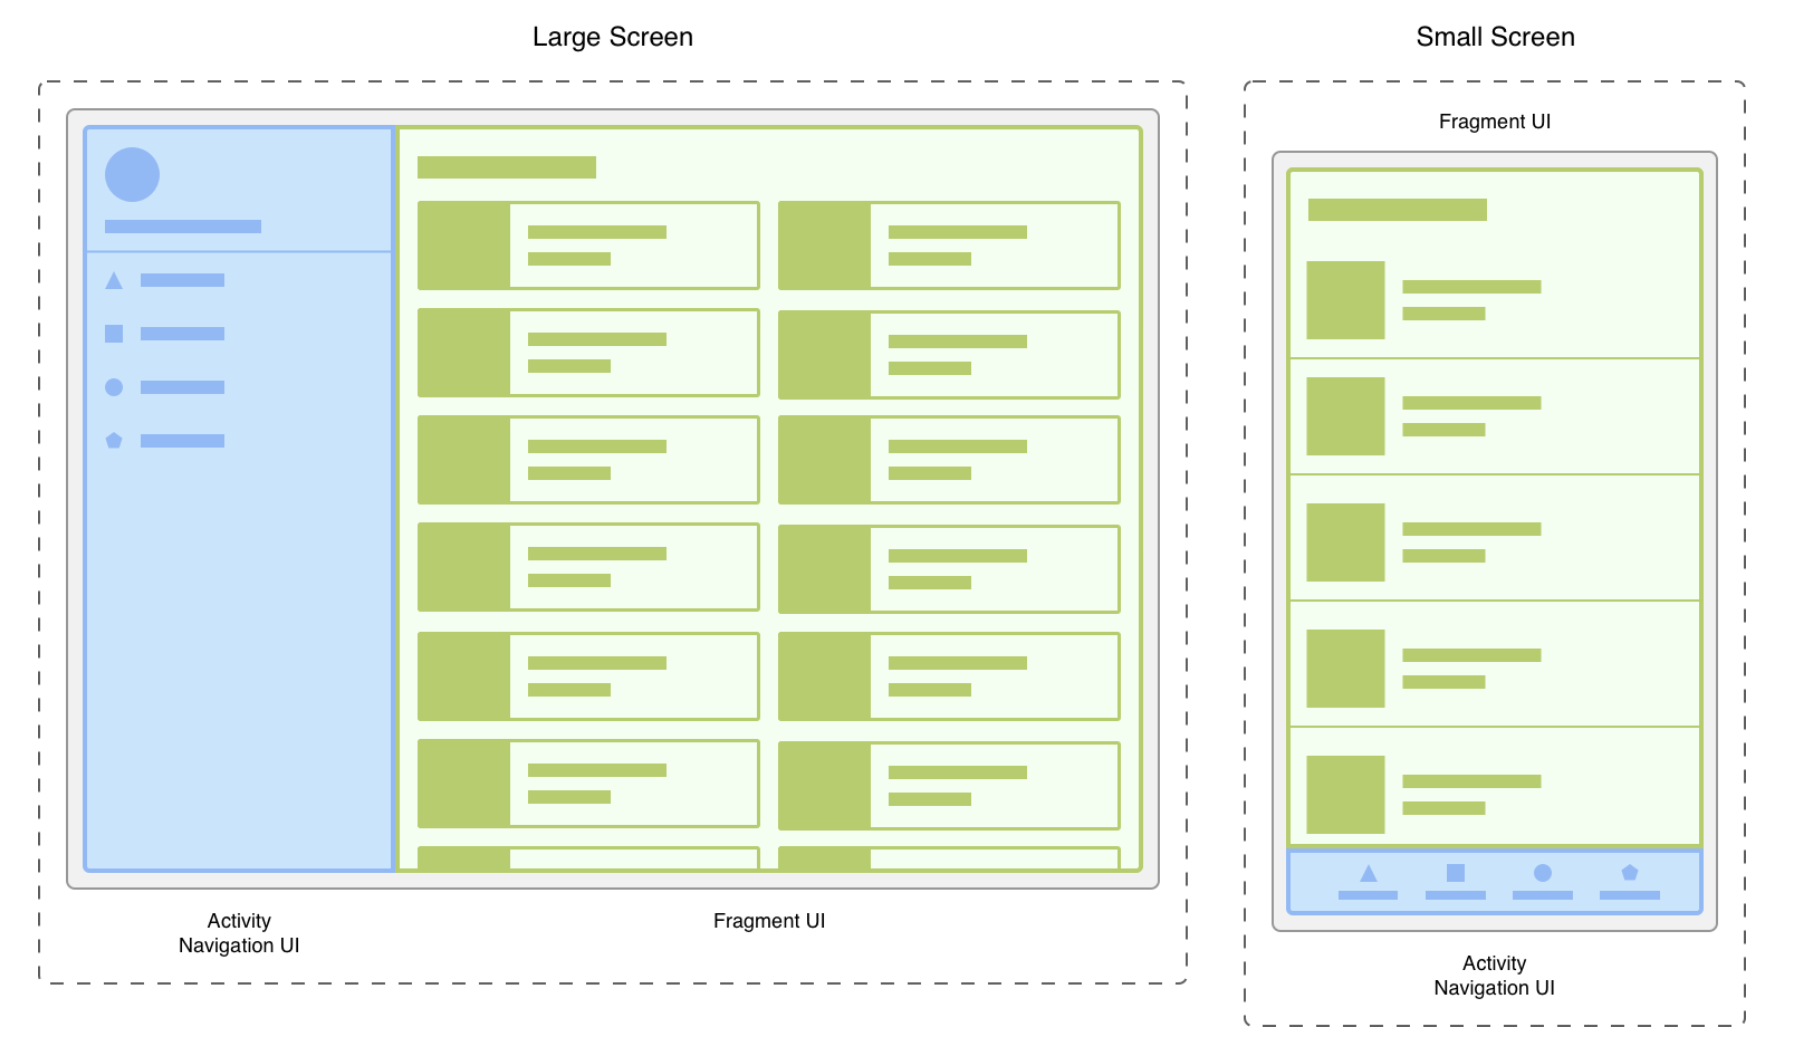 Large Screen
Activity
Navigation UI
Fragment UI
Small Screen
Fragment UI
Activity
Navigation UI